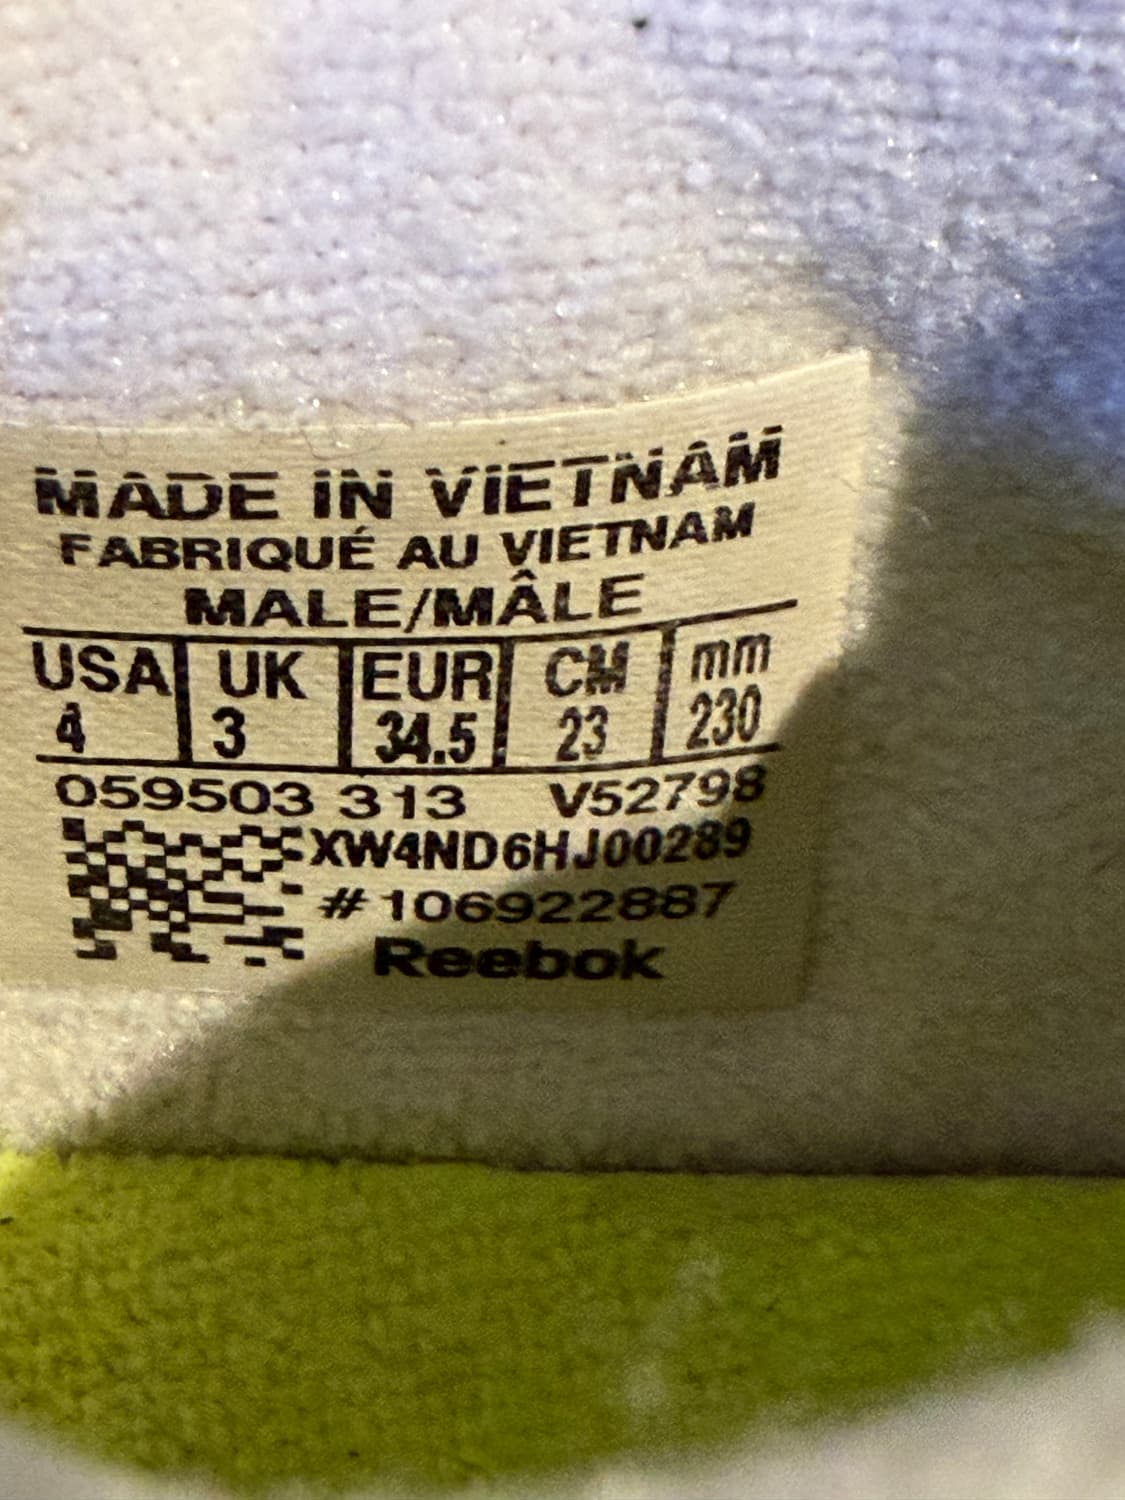 MADE IN VIETNAM
FABRIQUÉ AU VIETNAM
MALE/MÂLE
USA UK EUR CM mm
4 3 34.5 23 230
059503 313 V52798
XW4ND6HJ00289
#106922887
Reebok